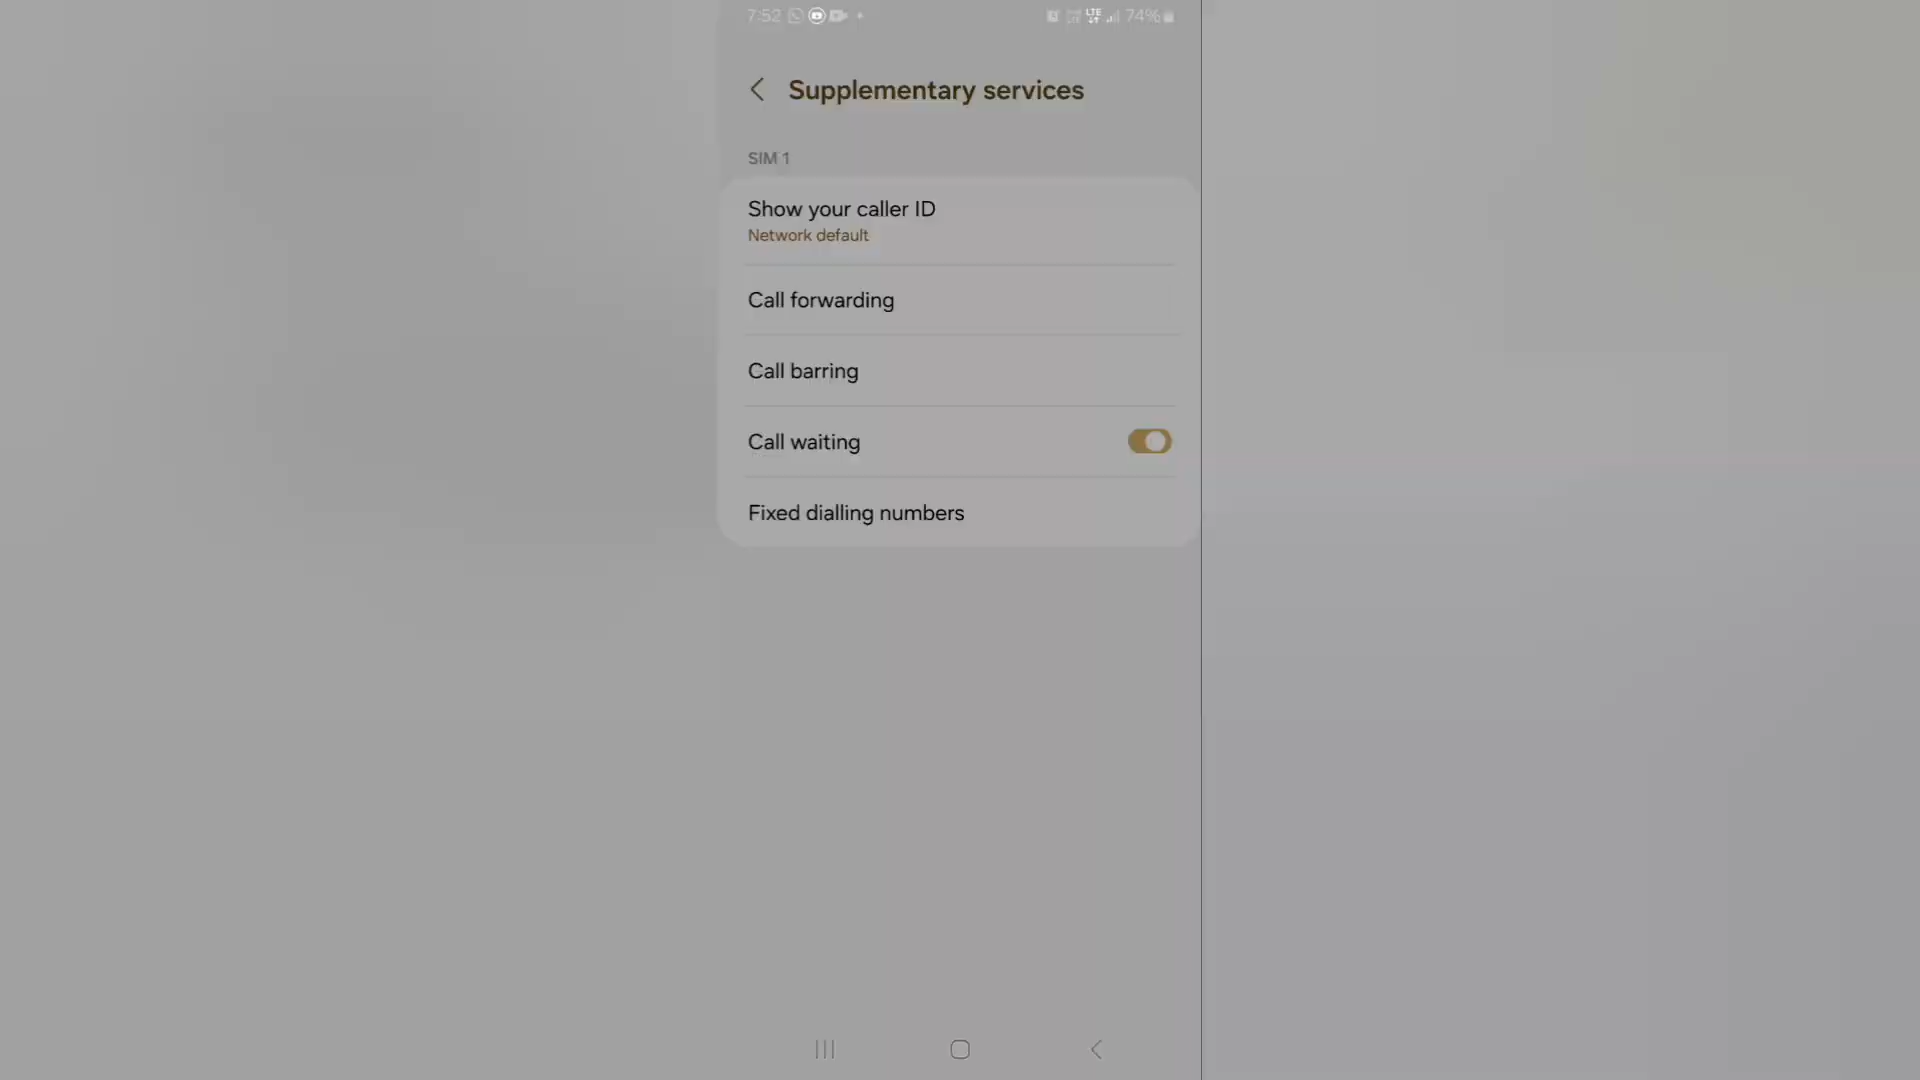 7:52
LTE
74%
Supplementary services
SIM 1
Show your caller ID
Network default
Call forwarding
Call barring
Call waiting
Fixed dialling numbers